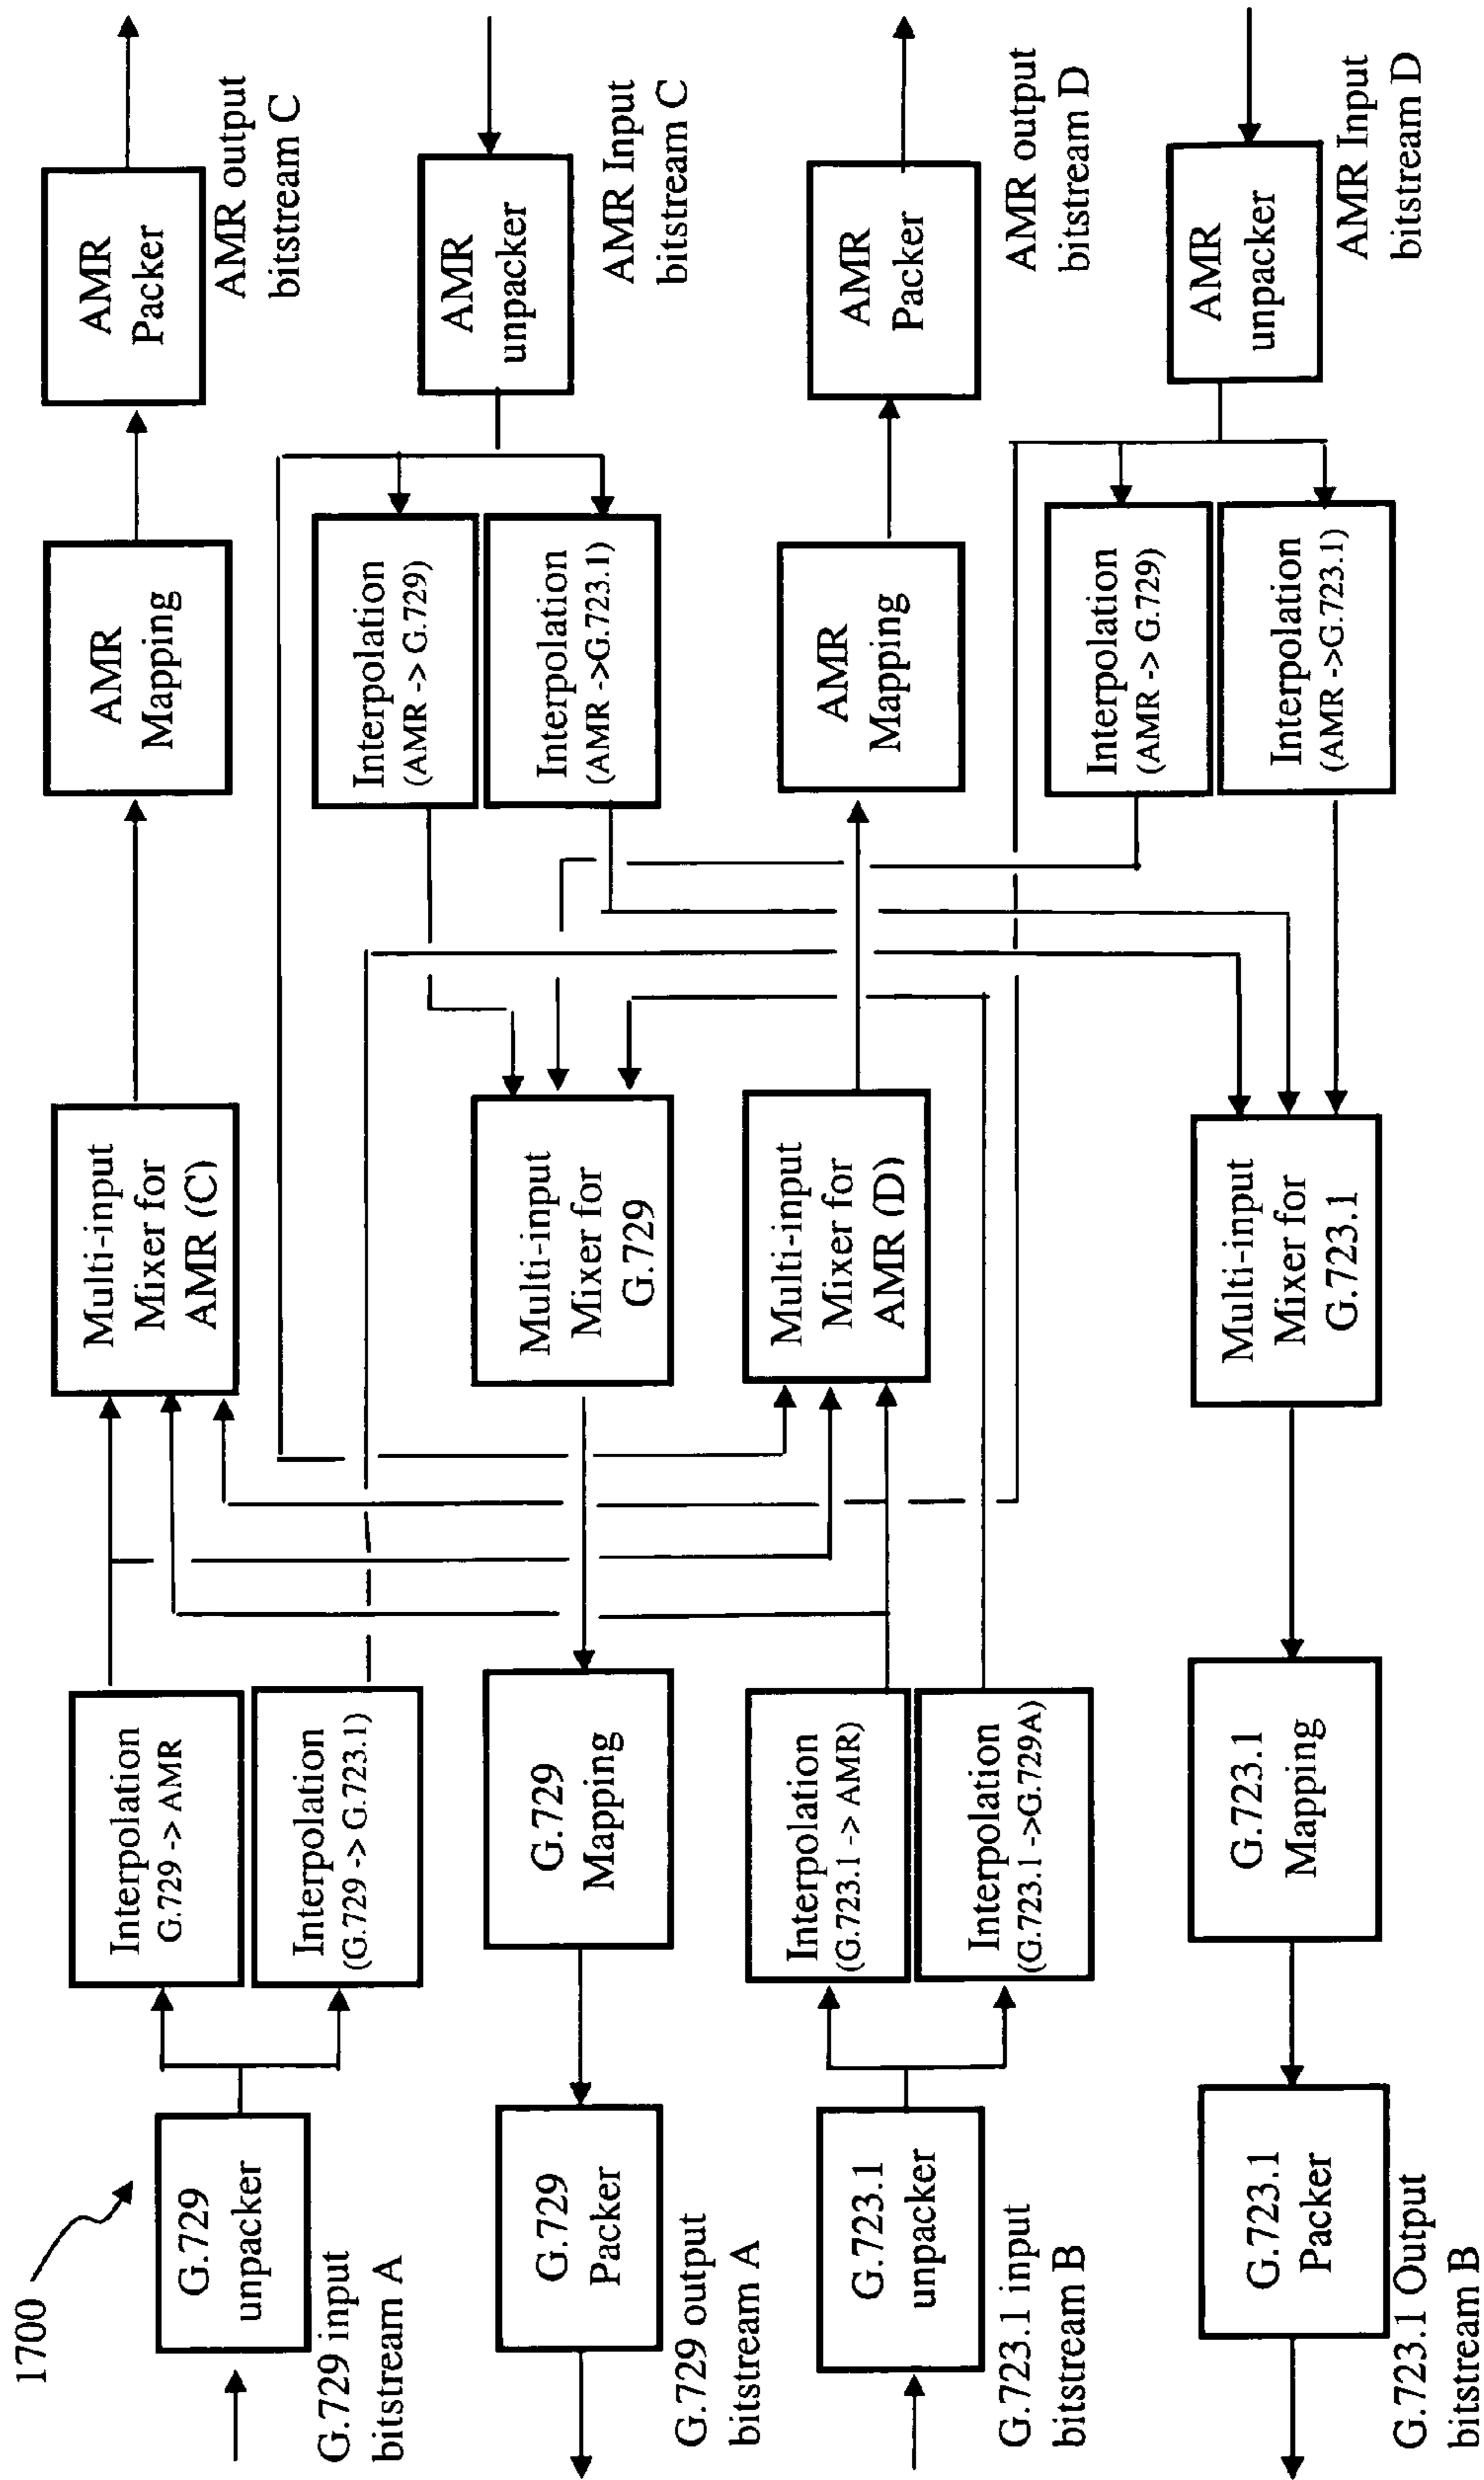 1700
G.729
unpacker
G.729 input
bitstream A
Interpolation
G.729 -> AMR
Interpolation
(G.729 -> G.723.1)
Multi-input
Mixer for
AMR (C)
AMR
Mapping
AMR
Packer
AMR output
bitstream C
G.729
Packer
G.729 output
bitstream A
G.729
Mapping
Multi-input
Mixer for
G.729
Interpolation
(AMR -> G.729)
Interpolation
(AMR ->G.723.1)
AMR
unpacker
AMR Input
bitstream C
G.723.1
unpacker
G.723.1 input
bitstream B
Interpolation
(G.723.1 -> AMR)
Interpolation
(G.723.1 ->G.729A)
Multi-input
Mixer for
AMR (D)
AMR
Mapping
AMR
Packer
AMR output
bitstream D
G.723.1
Packer
G.723.1 Output
bitstream B
G.723.1
Mapping
Multi-input
Mixer for
G.723.1
Interpolation
(AMR -> G.729)
Interpolation
(AMR ->G.723.1)
AMR
unpacker
AMR Input
bitstream D